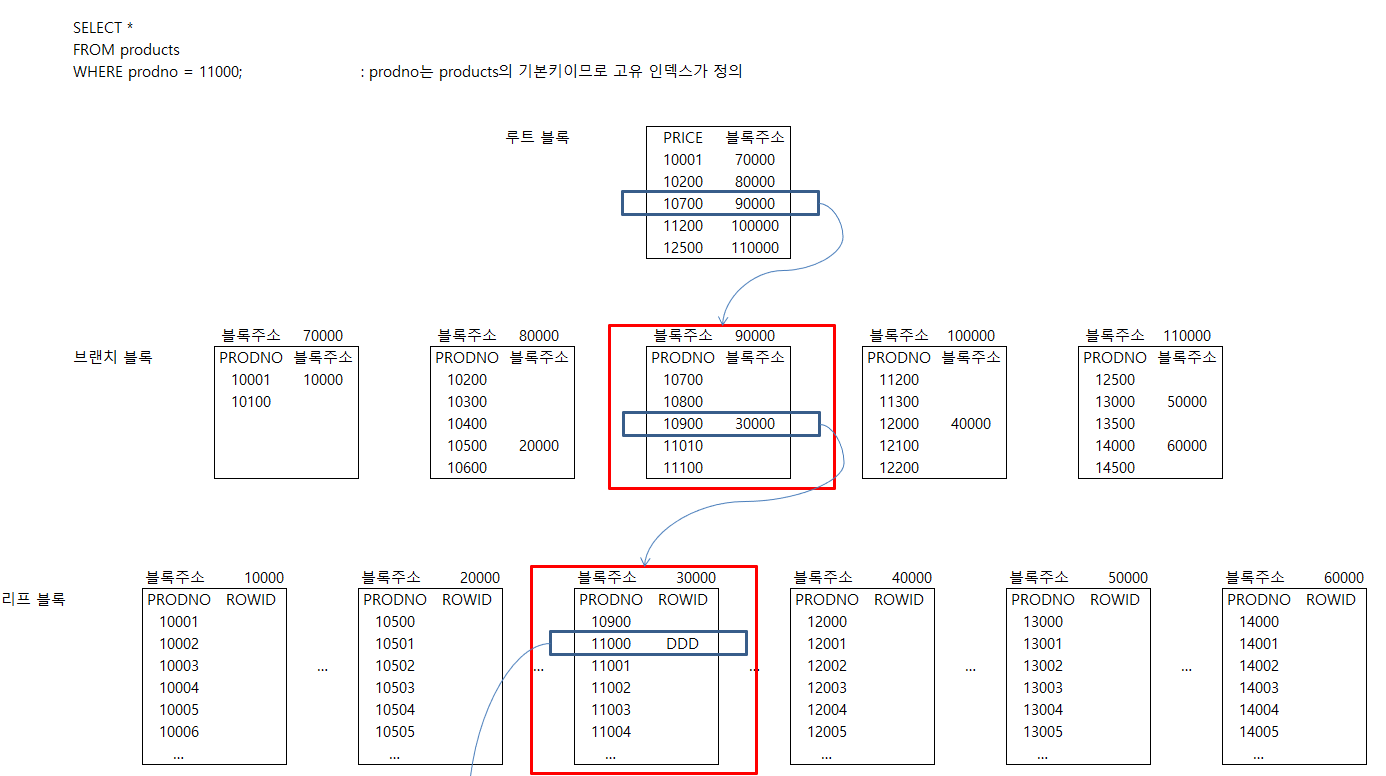 SELECT *
FROM products
WHERE prodno = 11000; : prodno는 products의 기본키이므로 고유 인덱스가 정의
루트 블록
PRICE 블록주소
10001 70000
10200 80000
10700 90000
11200 100000
12500 110000
브랜치 블록
블록주소 70000
PRODNO 블록주소
10001 10000
10100
블록주소 80000
PRODNO 블록주소
10200
10300
10400
10500 20000
10600
블록주소 90000
PRODNO 블록주소
10700
10800
10900 30000
11010
11100
블록주소 100000
PRODNO 블록주소
11200
11300
12000 40000
12100
12200
블록주소 110000
PRODNO 블록주소
12500
13000 50000
13500
14000 60000
14500
리프 블록
블록주소 10000
PRODNO ROWID
10001
10002
10003
10004
10005
10006
...
...
블록주소 20000
PRODNO ROWID
10500
10501
10502
10503
10504
10505
...
...
블록주소 30000
PRODNO ROWID
10900
11000 DDD
11001
11002
11003
11004
...
...
블록주소 40000
PRODNO ROWID
12000
12001
12002
12003
12004
12005
...
...
블록주소 50000
PRODNO ROWID
13000
13001
13002
13003
13004
13005
...
...
블록주소 60000
PRODNO ROWID
14000
14001
14002
14003
14004
14005
...